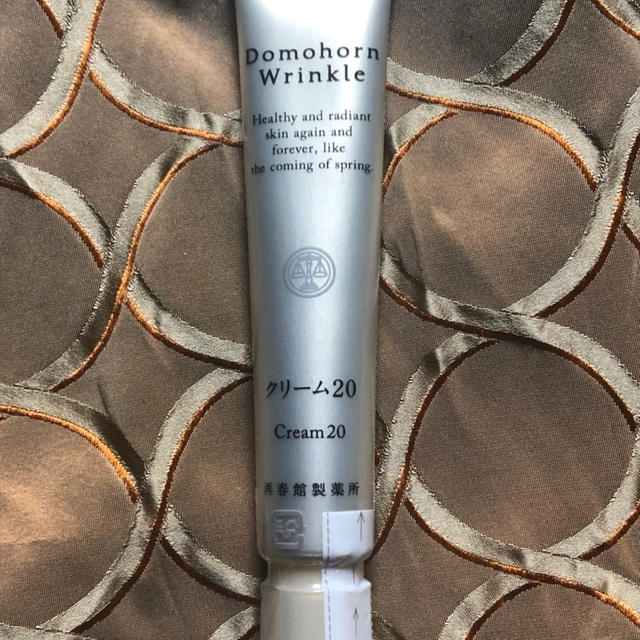 Domohorn
Wrinkle
Healthy and radiant
skin again and
forever, like
the coming of spring.
クリーム20
Cream20
再春館製薬所